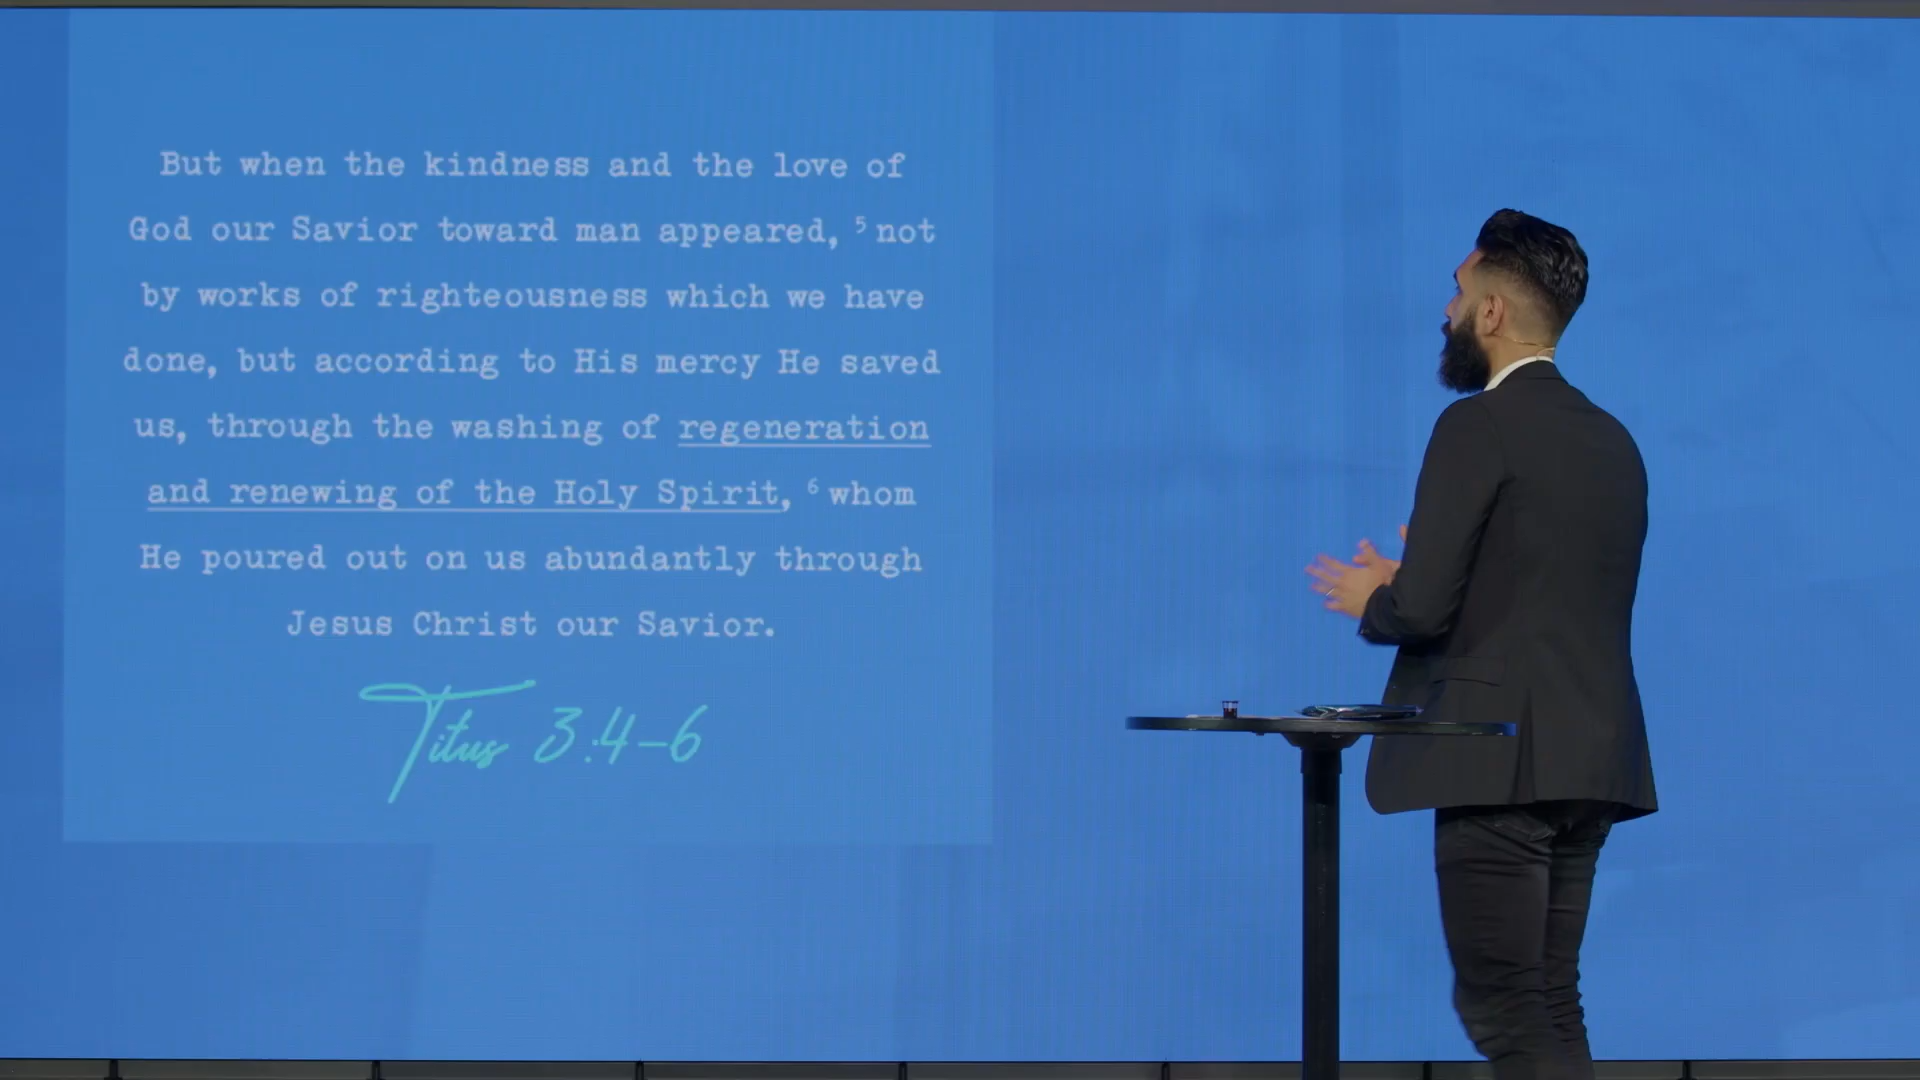 But when the kindness and the love of
God our Savior toward man appeared, ⁵ not
by works of righteousness which we have
done, but according to His mercy He saved
us, through the washing of regeneration
and renewing of the Holy Spirit, ⁶ whom
He poured out on us abundantly through
Jesus Christ our Savior.
Titus 3:4-6